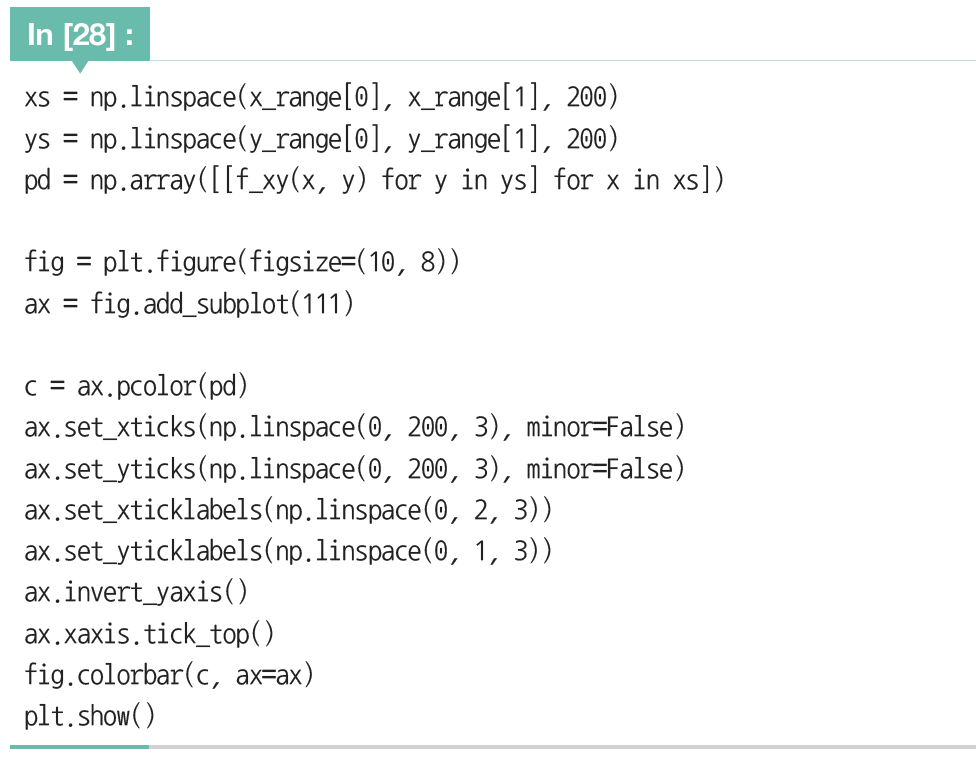 In [28] :
xs = np.linspace(x_range[0], x_range[1], 200)
ys = np.linspace(y_range[0], y_range[1], 200)
pd = np.array([[f_xy(x, y) for y in ys] for x in xs])
fig = plt.figure(figsize=(10, 8))
ax = fig.add_subplot(111)
c = ax.pcolor(pd)
ax.set_xticks(np.linspace(0, 200, 3), minor=False)
ax.set_yticks(np.linspace(0, 200, 3), minor=False)
ax.set_xticklabels(np.linspace(0, 2, 3))
ax.set_yticklabels(np.linspace(0, 1, 3))
ax.invert_yaxis()
ax.xaxis.tick_top()
fig.colorbar(c, ax=ax)
plt.show()